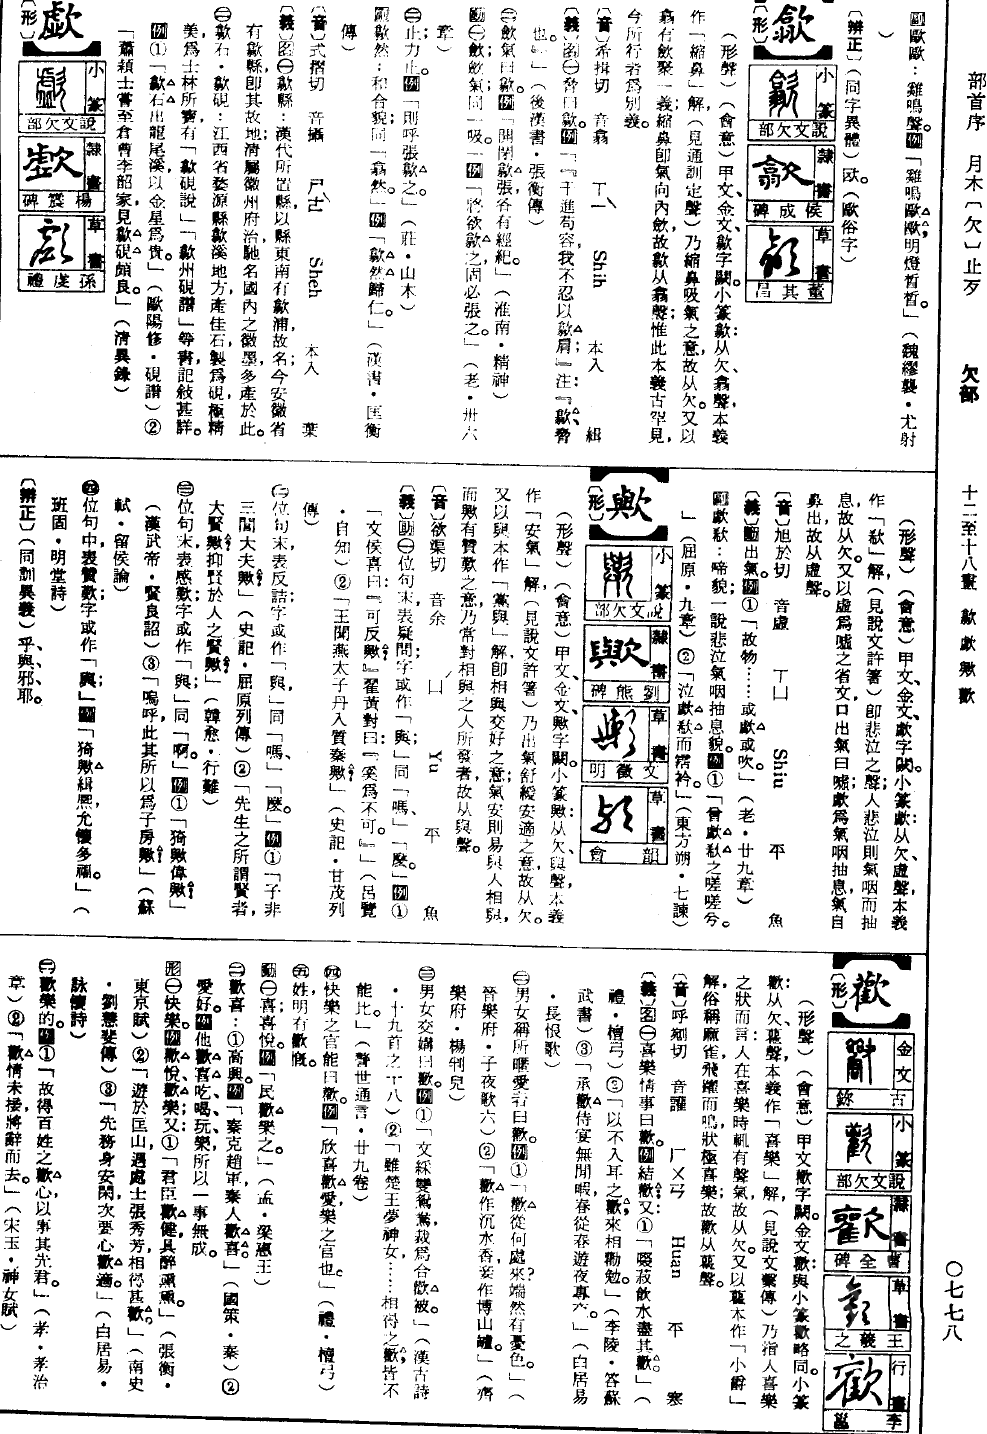 部首序　月木〔欠〕止歹
欠部
十二至十八畫　歙歔歟歡
〇七七八
歐歐：雞鳴聲。例「雞鳴歐歐，明燈晢晢。」（魏繆襲・尤射
）
〔辨正〕（同字異體）㰶（歐俗字）
歙
〔形〕
小篆
說文欠部
隸書
侯成碑
草書
董其昌
（形聲）（會意）甲文、金文歙字闕。小篆歙：从欠、翕聲，本義
作「縮鼻」解，（見通訓定聲）乃縮鼻吸氣之意，故从欠。又以
翕有斂聚一義，縮鼻卽氣向內斂，故歙从翕聲；惟此本義古罕見，
今所行者爲別義。
〔音〕希揖切　音翕　ㄒㄧˋ　Shih　本入　緝
〔義〕名㊀脅曰歙。例「『干進苟容，我不忍以歙肩』注：『歙，脅
也。』」（後漢書・張衡傳）
㊁斂氣曰歙。例「開閉歙張，各有經紀。」（淮南・精神）
動㊀斂，斂氣，同「吸」。例「將欲歙之，固必張之。」（老・卅六
章）
㊁止力止。例「則呼張歙之。」（莊・山木）
歙然：和合貌，同「翕然」。例「歙然歸仁。」（漢書・匡衡
傳）
〔音〕式摺切　音攝　ㄕㄜˋ　Sheh　本入　葉
〔義〕名㊀歙縣：漢代所置縣，以縣東南有歙浦故名；今安徽省
有歙縣，卽其故地，清屬徽州府治；馳名國內之徽墨多產於此。
㊁歙石・歙硯：江西省婺源縣歙溪地方產佳石，製爲硯，極精
美，爲士林所寶；有「歙硯說」，「歙州硯譜」等書，記敍甚詳。
例①「歙石出龍尾溪，以金星爲貴。」（歐陽修・硯譜）②
「蕭穎士嘗至倉曹李韶家，見歙硯頗良。」（清異錄）
歔
〔形〕
小篆
說文欠部
隸書
楊震碑
草書
孫虔禮
（形聲）（會意）甲文、金文歔字闕。小篆歔：从欠、虛聲，本義
作「欷」解，（見說文許箸）卽悲泣之聲；人悲泣則氣咽而抽
息，故从欠。又以虛爲噓之省文，口出氣曰噓，歔爲氣咽抽息，氣自
鼻出，故从虛聲。
〔音〕旭於切　音虛　ㄒㄩ　Shiu　平　魚
〔義〕動出氣。例①「故物……或歔或吹。」（老・廿九章）
歔欷：啼貌，一說悲泣氣咽抽息貌。例①「曾歔欷之嗟嗟兮。
」（屈原・九章）②「泣歔欷而霑衿。」（東方朔・七諫）
歟
〔形〕
小篆
說文欠部
隸書
劉熊碑
草書
文徵明
草書
韻會
（形聲）（會意）甲文、金文歟字闕。小篆歟：从欠、與聲，本義
作「安氣」解，（見說文許箸）乃出氣舒緩安適之意，故从欠。
又以與本作「黨與」解，卽相與交好之意；氣安則易與人相與，
而歟有贊歎之意，乃常對相與之人所發者，故从與聲。
〔音〕欲渠切　音余　ㄩˊ　Yu　平　魚
〔義〕助㊀位句末，表疑問，字或作「與」；同「嗎」、「麼」。例①
「文侯喜曰：『可反歟』翟黃對曰『奚爲不可。』」（呂覽
・自知）②「王聞燕太子丹入質秦歟。」（史記・甘茂列
傳）
㊁位句末，表反詰，字或作「與」；同「嗎」、「麼」。例①「子非
三閭大夫歟。」（史記・屈原列傳）②「先生之所謂賢者，
大賢歟，抑賢於人之賢歟。」（韓愈・行難）
㊂位句末，表感歎，字或作「與」；同「啊」。例①「猗歟偉歟」
（漢武帝・賢良詔）③「嗚呼，此其所以爲子房歟」（蘇
軾・留侯論）
㊃位句中，表贊歎，字或作「與」；「猗歟緝熙，允懷多福。」（
班固・明堂詩）
〔辨正〕（同訓異義）乎、與、邪、耶。
歡
〔形〕
金文
古鉥
小篆
說文欠部
隸書
曹全碑
草書
王羲之
行書
李邕
（形聲）（會意）甲文歡字闕。金文歡：與小篆歡略同。小篆
歡：从欠、雚聲，本義作「喜樂」解，（見說文繫傳）乃指人喜樂
之狀而言；人在喜樂時輒有聲氣，故从欠。又以雚本作「小爵」
解，俗稱麻雀，飛躍而鳴，狀極喜樂，故歡从雚聲。
〔音〕呼剜切　音讙　ㄏㄨㄢ　Huan　平　寒
〔義〕名㊀喜樂情事曰歡。例結歡。又①「啜菽飲水，盡其歡。」（
禮・檀弓）②「以不入耳之歡，來相勸勉。」（李陵・答蘇
武書）③「承歡侍宴無閒暇，春從春遊夜專夜。」（白居易
・長恨歌）
㊁男女稱所暱愛者曰歡。例①「歡從何處來？端然有憂色。」（
晉樂府・子夜歌六）②「歡作沉水香，妾作博山鑪。」（齊
樂府・楊叛兒）
㊂男女交媾曰歡。例①「文綵雙鴛鴦，裁爲合歡被。」（漢古詩
・十九首之十八）②「雖楚王夢神女，……相得之歡，皆不
能比。」（警世通言・廿九卷）
㊃快樂之官能曰歡。例「欣喜歡愛，樂之官也。」（禮・檀弓）
㊄姓，明有歡慨。
動㊀喜，喜悅。例「民歡樂之。」（孟・梁惠王）
㊁歡喜：①高興。例「秦克趙軍，秦人歡喜。」（國策・秦）②
愛好。例他歡喜吃喝玩樂，所以一事無成。
形㊀快樂。例歡悅、歡樂。又①「君臣歡健，具醉熏熏。」（張衡・
東京賦）②「遊於匡山，遇處士張秀芳，相得甚歡。」（南史
・劉慧斐傳）③「先務身安閑，次要心歡適。」（白居易・
詠懷詩）
㊁歡樂的。例①「故得百姓之歡心，以事其先君。」（孝・孝治
章）②「歡情未接，將辭而去。」（宋玉・神女賦）